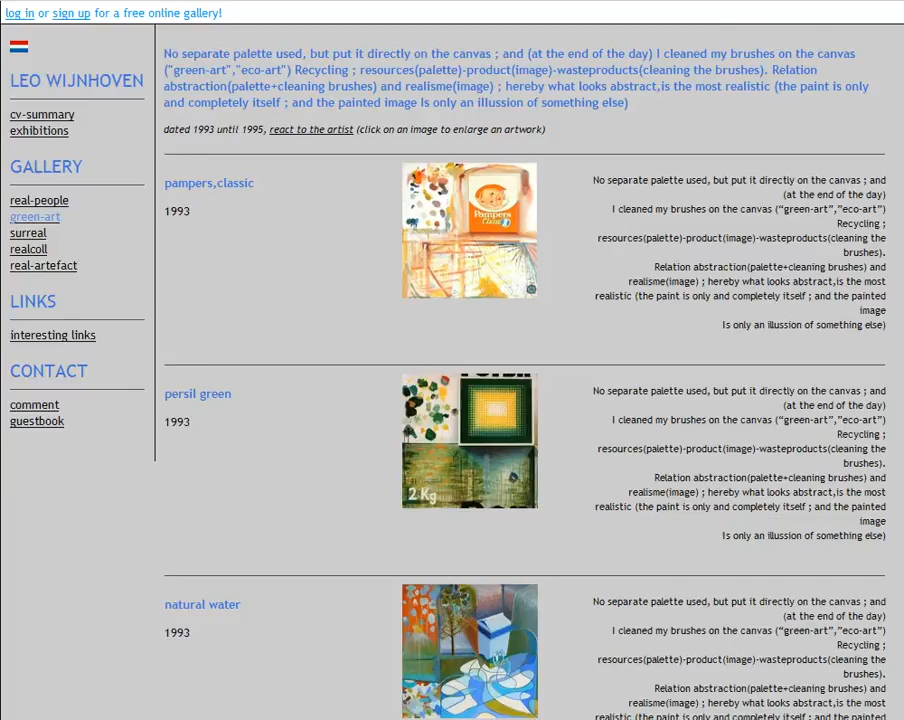 log in or sign up for a free online gallery!
LEO WIJNHOVEN
cv-summary
exhibitions
GALLERY
real-people
green-art
surreal
realcoll
real-artefact
LINKS
interesting links
CONTACT
comment
guestbook
No separate palette used, but put it directly on the canvas ; and (at the end of the day) I cleaned my brushes on the canvas
("green-art","eco-art") Recycling ; resources(palette)-product(image)-wasteproducts(cleaning the brushes). Relation
abstraction(palette+cleaning brushes) and realisme(image) ; hereby what looks abstract,is the most realistic (the paint is only
and completely itself ; and the painted image Is only an illussion of something else)
dated 1993 until 1995, react to the artist (click on an image to enlarge an artwork)
pampers,classic
1993
Pampers
No separate palette used, but put it directly on the canvas ; and
(at the end of the day)
I cleaned my brushes on the canvas (“green-art”,”eco-art”)
Recycling ;
resources(palette)-product(image)-wasteproducts(cleaning the
brushes).
Relation abstraction(palette+cleaning brushes) and
realisme(image) ; hereby what looks abstract,is the most
realistic (the paint is only and completely itself ; and the painted
image
Is only an illussion of something else)
persil green
1993
2 Kg
No separate palette used, but put it directly on the canvas ; and
(at the end of the day)
I cleaned my brushes on the canvas (“green-art”,”eco-art”)
Recycling ;
resources(palette)-product(image)-wasteproducts(cleaning the
brushes).
Relation abstraction(palette+cleaning brushes) and
realisme(image) ; hereby what looks abstract,is the most
realistic (the paint is only and completely itself ; and the painted
image
Is only an illussion of something else)
natural water
1993
No separate palette used, but put it directly on the canvas ; and
(at the end of the day)
I cleaned my brushes on the canvas (“green-art”,”eco-art”)
Recycling ;
resources(palette)-product(image)-wasteproducts(cleaning the
brushes).
Relation abstraction(palette+cleaning brushes) and
realisme(image) ; hereby what looks abstract,is the most
realistic (the paint is only and completely itself ; and the painted